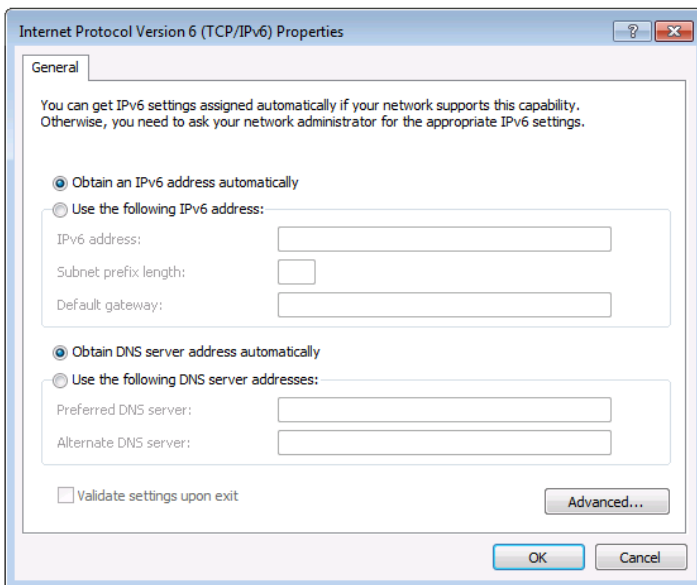 Internet Protocol Version 6 (TCP/IPv6) Properties
?
General
You can get IPv6 settings assigned automatically if your network supports this capability.
Otherwise, you need to ask your network administrator for the appropriate IPv6 settings.
Obtain an IPv6 address automatically
Use the following IPv6 address:
IPv6 address:
Subnet prefix length:
Default gateway:
Obtain DNS server address automatically
Use the following DNS server addresses:
Preferred DNS server:
Alternate DNS server:
Validate settings upon exit
Advanced...
OK Cancel